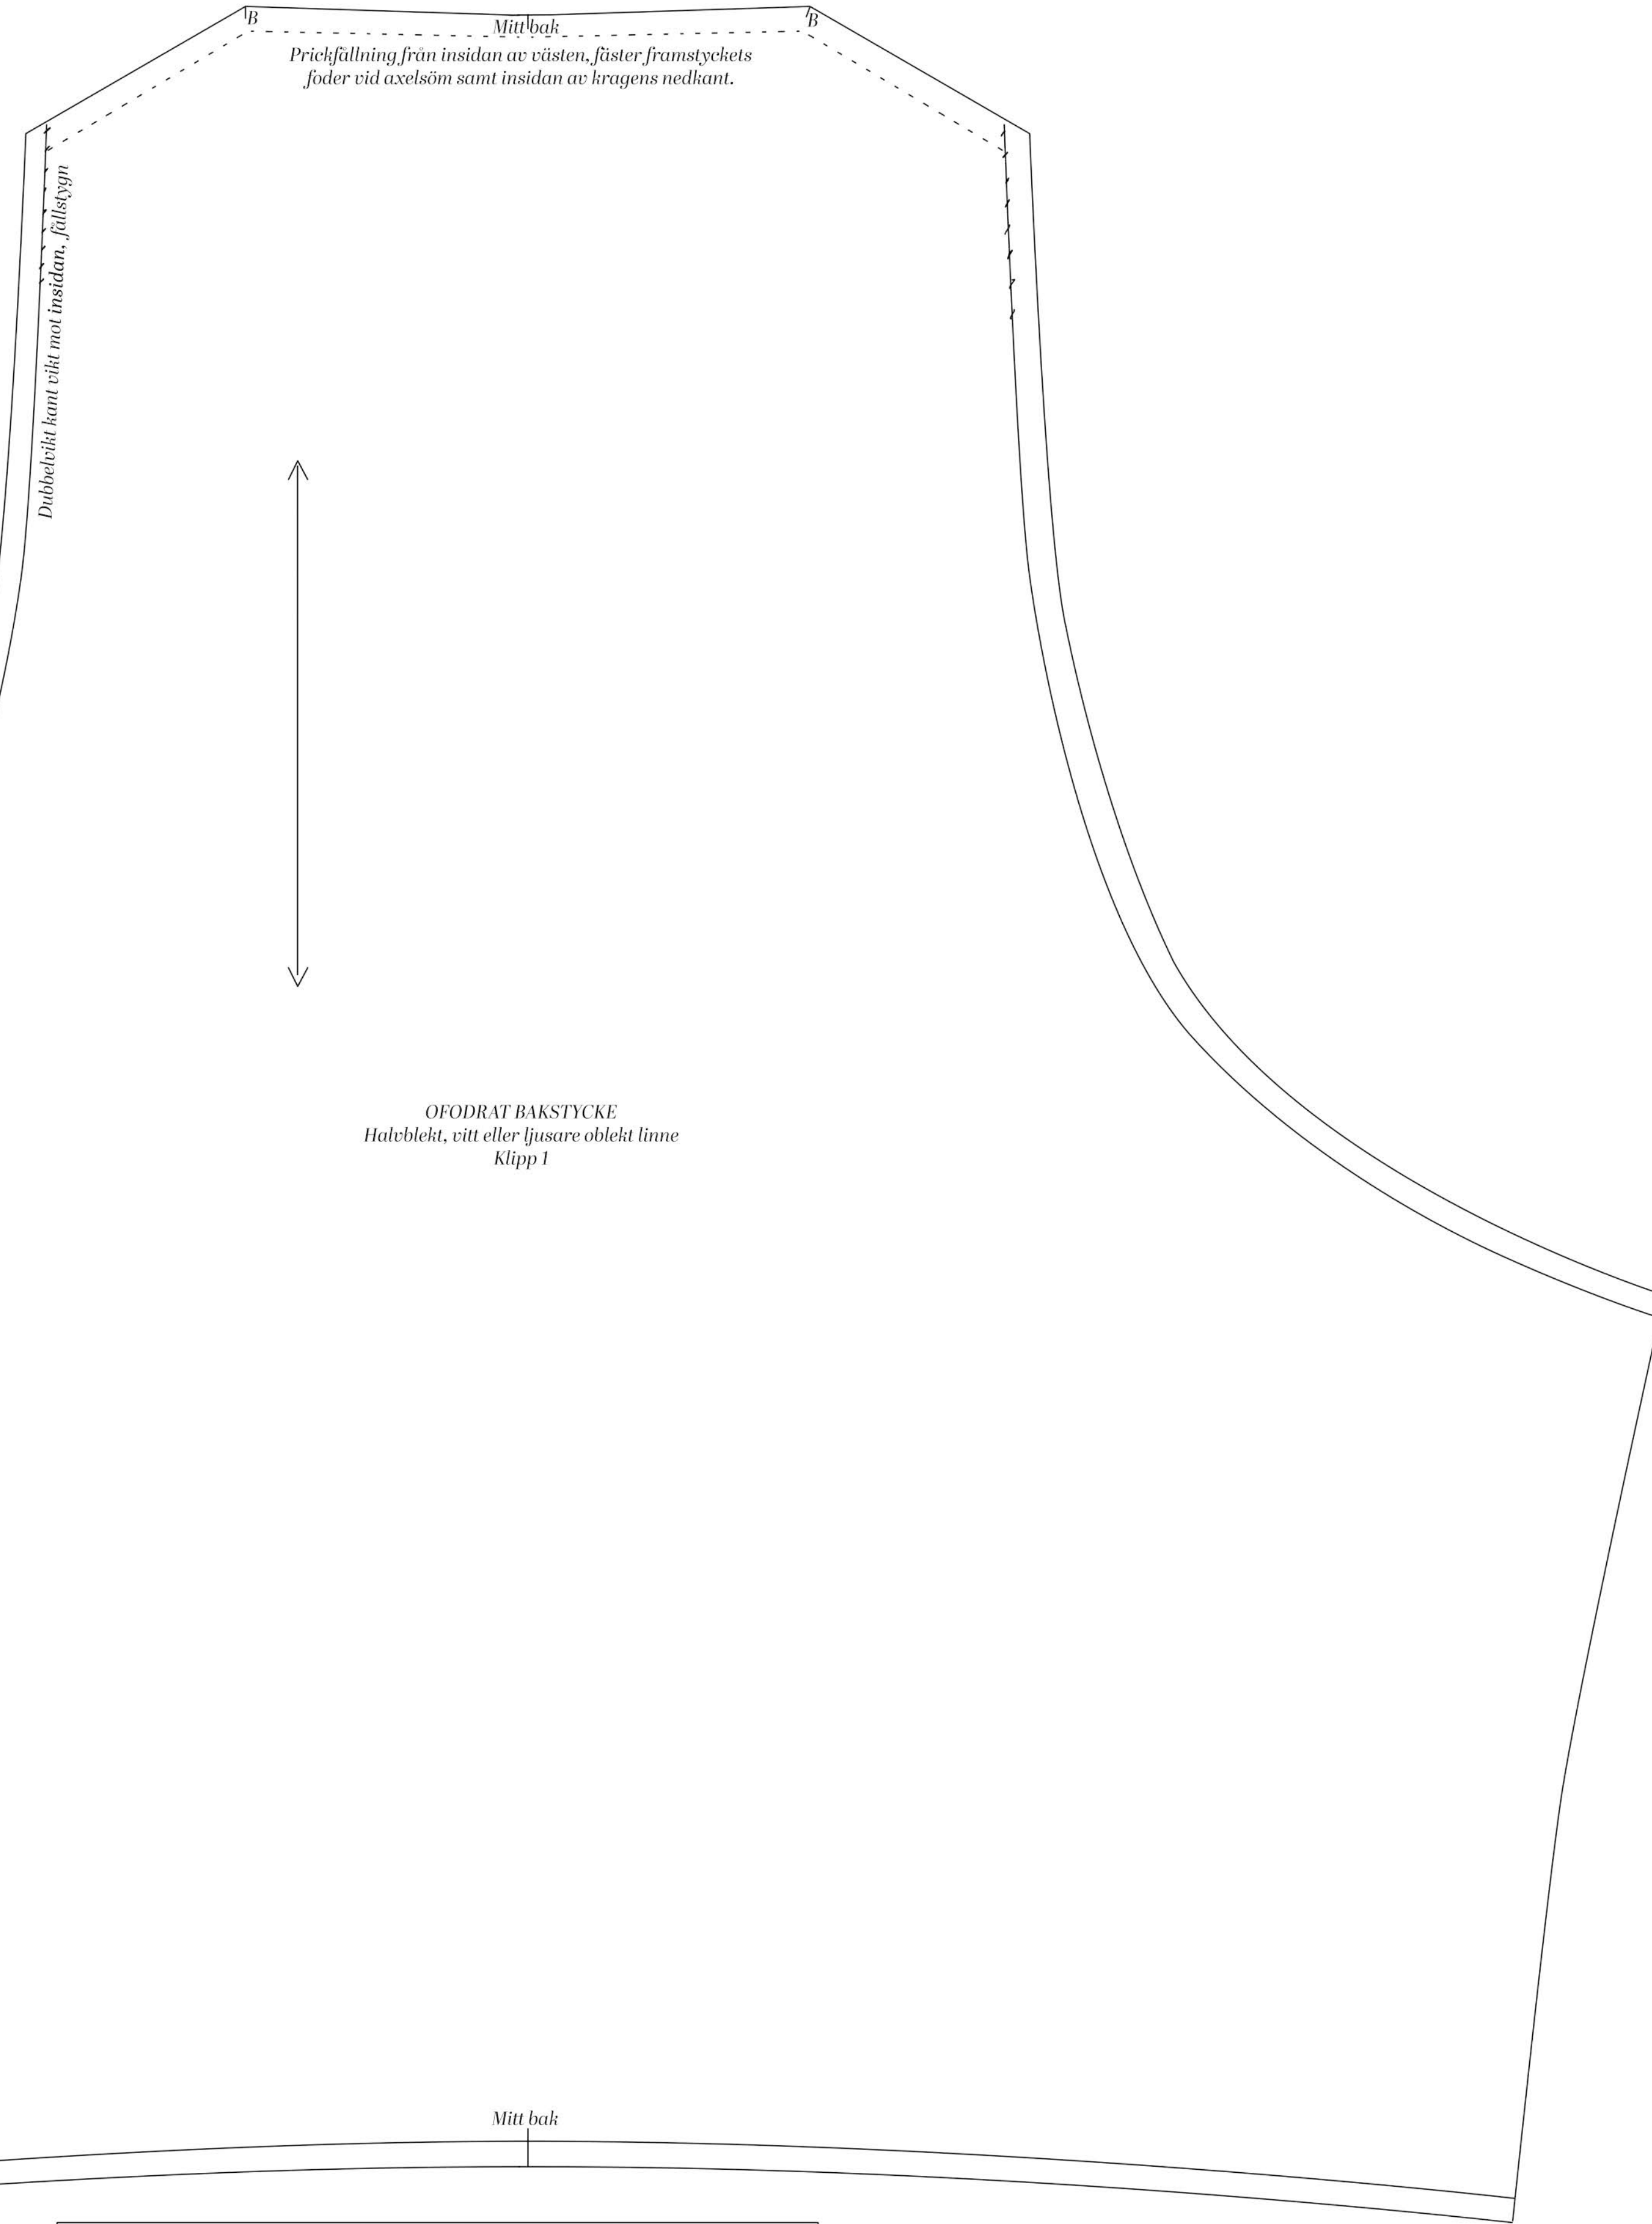 B
Mitt bak
B
Prickfållning från insidan av västen, fäster framstyckets
foder vid axelsöm samt insidan av kragens nedkant.
Dubbelvikt kant vikt mot insidan, fållstygn
OFODRAT BAKSTYCKE
Halvblekt, vitt eller ljusare oblekt linne
Klipp 1
Mitt bak